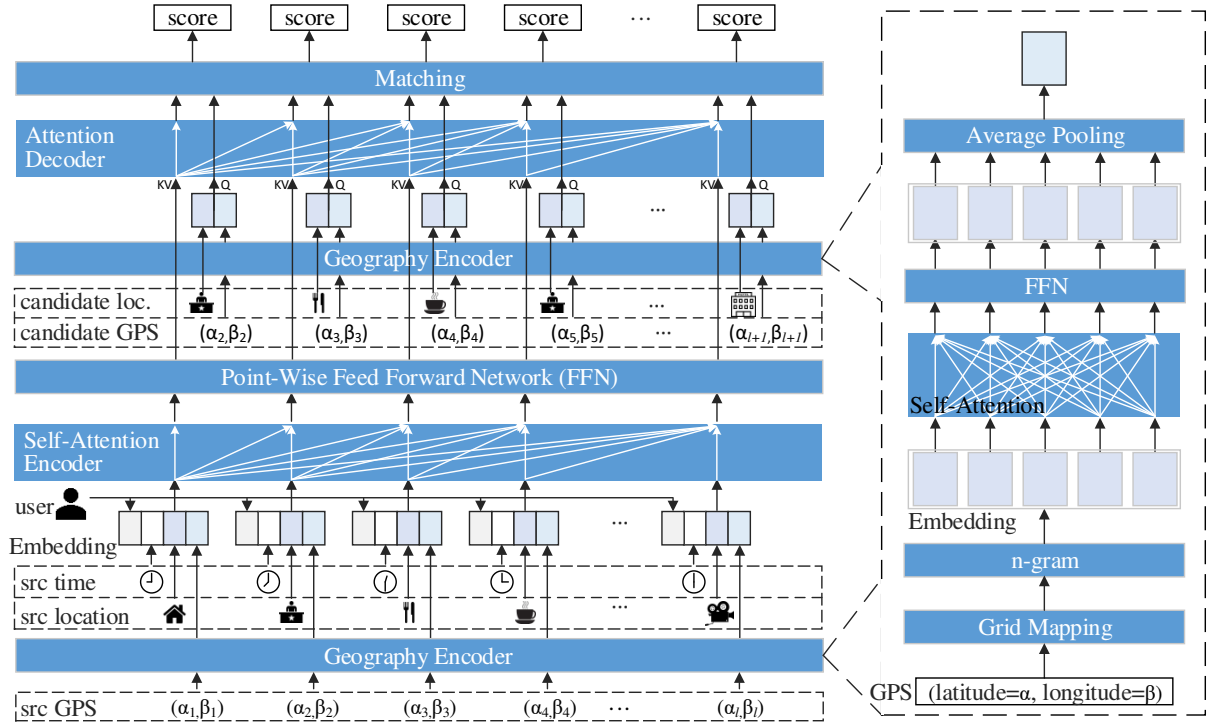 score score score score ... score
Matching
Attention
Decoder
KV Q KV Q KV Q KV Q KV Q
...
Geography Encoder
candidate loc. ...
candidate GPS (α2,β2) (α3,β3) (α4,β4) (α5,β5) ... (αl+1,βl+1)
Point-Wise Feed Forward Network (FFN)
Self-Attention
Encoder
user
...
Embedding
src time
src location ...
Geography Encoder
src GPS (α1,β1) (α2,β2) (α3,β3) (α4,β4) ... (αl,βl)
Average Pooling
FFN
Self-Attention
Embedding
n-gram
Grid Mapping
GPS (latitude=α, longitude=β)